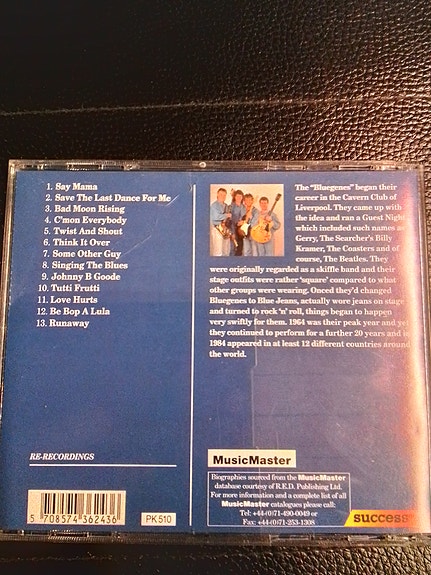 1. Say Mama
2. Save The Last Dance For Me
3. Bad Moon Rising
4. C'mon Everybody
5. Twist And Shout
6. Think It Over
7. Some Other Guy
8. Singing The Blues
9. Johnny B Goode
10. Tutti Frutti
11. Love Hurts
12. Be Bop A Lula
13. Runaway
The "Bluegenes" began their
career in the Cavern Club of
Liverpool. They came up with
the idea and ran a Guest Night
which included such names as
Gerry, The Searcher's Billy
Kramer, The Coasters and of
course, The Beatles. They
were originally regarded as a skiffle band and their
stage outfits were rather 'square' compared to what
other groups were wearing. Onced they'd changed
Bluegenes to Blue Jeans, actually wore jeans on stage
and turned to rock 'n' roll, things began to happen
very swiftly for them. 1964 was their peak year and yet
they continued to perform for a further 20 years and in
1984 appeared in at least 12 different countries around
the world.
RE-RECORDINGS
MusicMaster
Biographies sourced from the MusicMaster
database courtesy of R.E.D. Publishing Ltd.
For more information and a complete list of all
MusicMaster catalogues please call:
Tel: +44-(0)71-490-0049 or
Fax: +44-(0)71-253-1308
5 708574 362436
PK 510
success